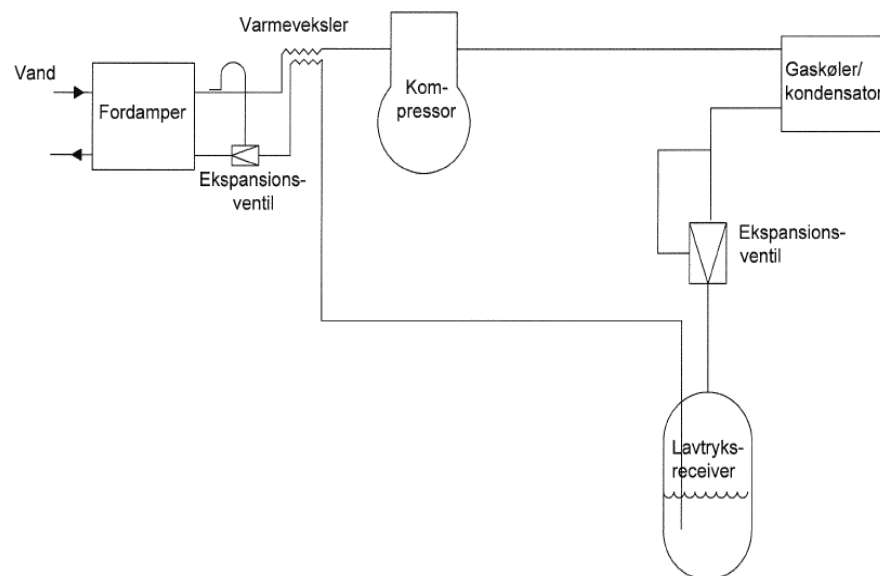 Varmeveksler
Vand
Fordamper
Kom-
pressor
Gaskøler/
kondensator
Ekspansions-
ventil
Ekspansions-
ventil
Lavtryks-
receiver